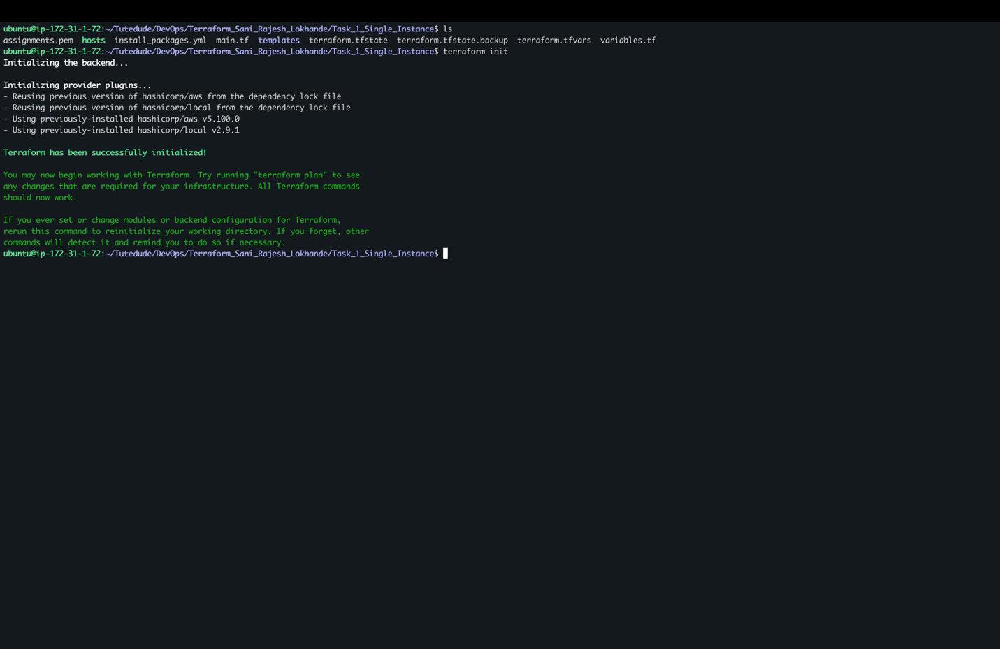 ubuntu@ip-172-31-1-72:~/Tutedude/DevOps/Terraform_Sani_Rajesh_Lokhande/Task_1_Single_Instance$ ls
assignments.pem  hosts  install_packages.yml  main.tf  templates  terraform.tfstate  terraform.tfstate.backup  terraform.tfvars  variables.tf
ubuntu@ip-172-31-1-72:~/Tutedude/DevOps/Terraform_Sani_Rajesh_Lokhande/Task_1_Single_Instance$ terraform init
Initializing the backend...
Initializing provider plugins...
- Reusing previous version of hashicorp/aws from the dependency lock file
- Reusing previous version of hashicorp/local from the dependency lock file
- Using previously-installed hashicorp/aws v5.100.0
- Using previously-installed hashicorp/local v2.9.1
Terraform has been successfully initialized!
You may now begin working with Terraform. Try running "terraform plan" to see
any changes that are required for your infrastructure. All Terraform commands
should now work.
If you ever set or change modules or backend configuration for Terraform,
rerun this command to reinitialize your working directory. If you forget, other
commands will detect it and remind you to do so if necessary.
ubuntu@ip-172-31-1-72:~/Tutedude/DevOps/Terraform_Sani_Rajesh_Lokhande/Task_1_Single_Instance$